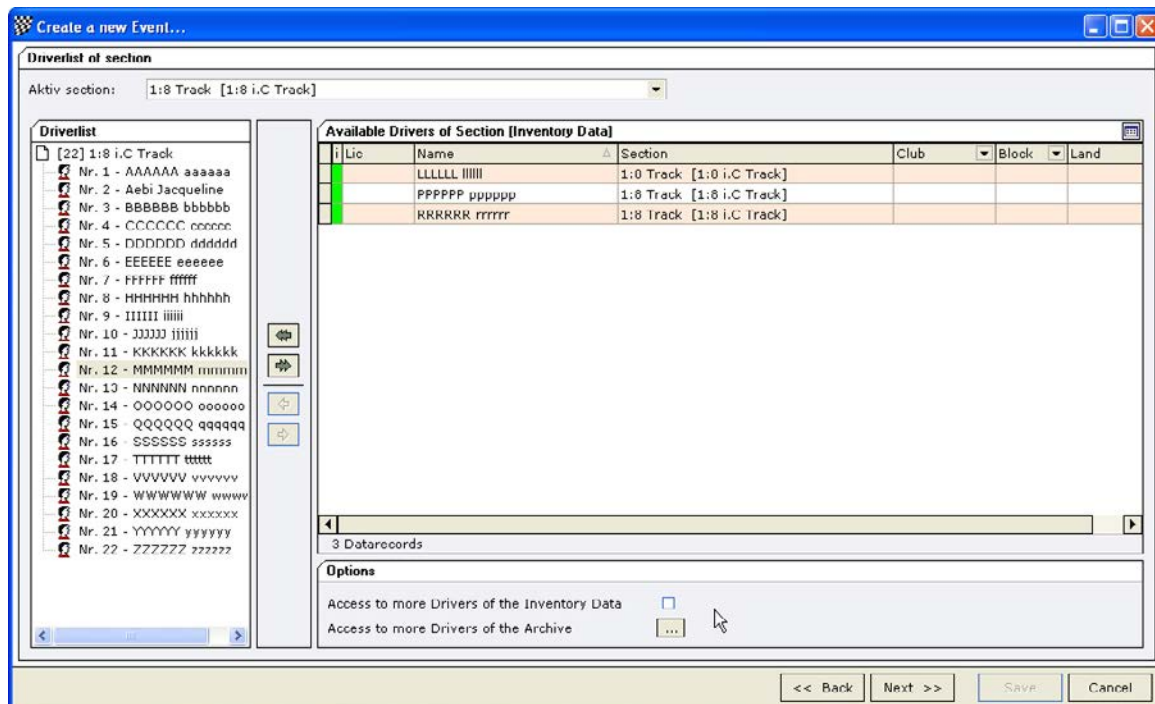 Create a new Event...
Driverlist of section
Aktiv section: 1:8 Track [1:8 i.C Track]
Driverlist
[22] 1:8 i.C Track
Nr. 1 - AAAAAA aaaaaa
Nr. 2 - Aebi Jacqueline
Nr. 3 - BBBBBB bbbbbb
Nr. 4 - CCCCCC cccccc
Nr. 5 - DDDDDD dddddd
Nr. 6 - EEEEEE eeeeee
Nr. 7 - FFFFFF ffffff
Nr. 8 - HHHHHH hhhhhh
Nr. 9 - IIIIII iiiiii
Nr. 10 - JJJJJJ jjjjjj
Nr. 11 - KKKKKK kkkkkk
Nr. 12 - MMMMMM mmmm
Nr. 13 - NNNNNN nnnnnn
Nr. 14 - OOOOOO oooooo
Nr. 15 - QQQQQQ qqqqqq
Nr. 16 - SSSSSS ssssss
Nr. 17 - TTTTTT tttttt
Nr. 18 - VVVVVV vvvvvv
Nr. 19 - WWWWWW wwwv
Nr. 20 - XXXXXX xxxxxx
Nr. 21 - YYYYYY yyyyyy
Nr. 22 - ZZZZZZ zzzzzz
Available Drivers of Section [Inventory Data]
i Lic Name Section Club Block Land
LLLLLL llllll 1:8 Track [1:8 i.C Track]
PPPPPP pppppp 1:8 Track [1:8 i.C Track]
RRRRRR rrrrrr 1:8 Track [1:8 i.C Track]
3 Datarecords
Options
Access to more Drivers of the Inventory Data
Access to more Drivers of the Archive ...
<< Back Next >> Save Cancel